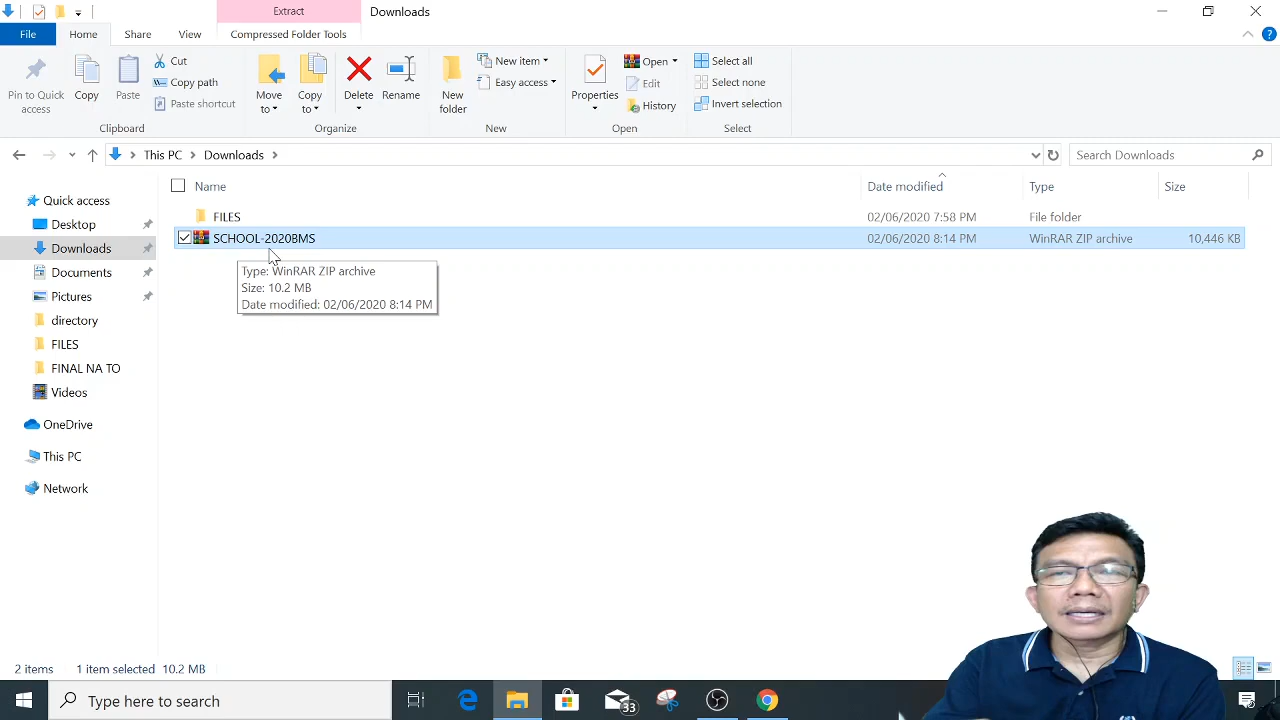 Extract
Downloads
File
Home
Share
View
Compressed Folder Tools
Pin to Quick
access
Copy
Paste
Cut
Copy path
Paste shortcut
Clipboard
Move
to
Copy
to
Delete
Rename
Organize
New
folder
New item
Easy access
New
Properties
Open
Edit
History
Open
Select all
Select none
Invert selection
Select
This PC
Downloads
Search Downloads
Name
Date modified
Type
Size
FILES
02/06/2020 7:58 PM
File folder
SCHOOL-2020BMS
02/06/2020 8:14 PM
WinRAR ZIP archive
10,446 KB
Type: WinRAR ZIP archive
Size: 10.2 MB
Date modified: 02/06/2020 8:14 PM
Quick access
Desktop
Downloads
Documents
Pictures
directory
FILES
FINAL NA TO
Videos
OneDrive
This PC
Network
2 items
1 item selected
10.2 MB
Type here to search
33